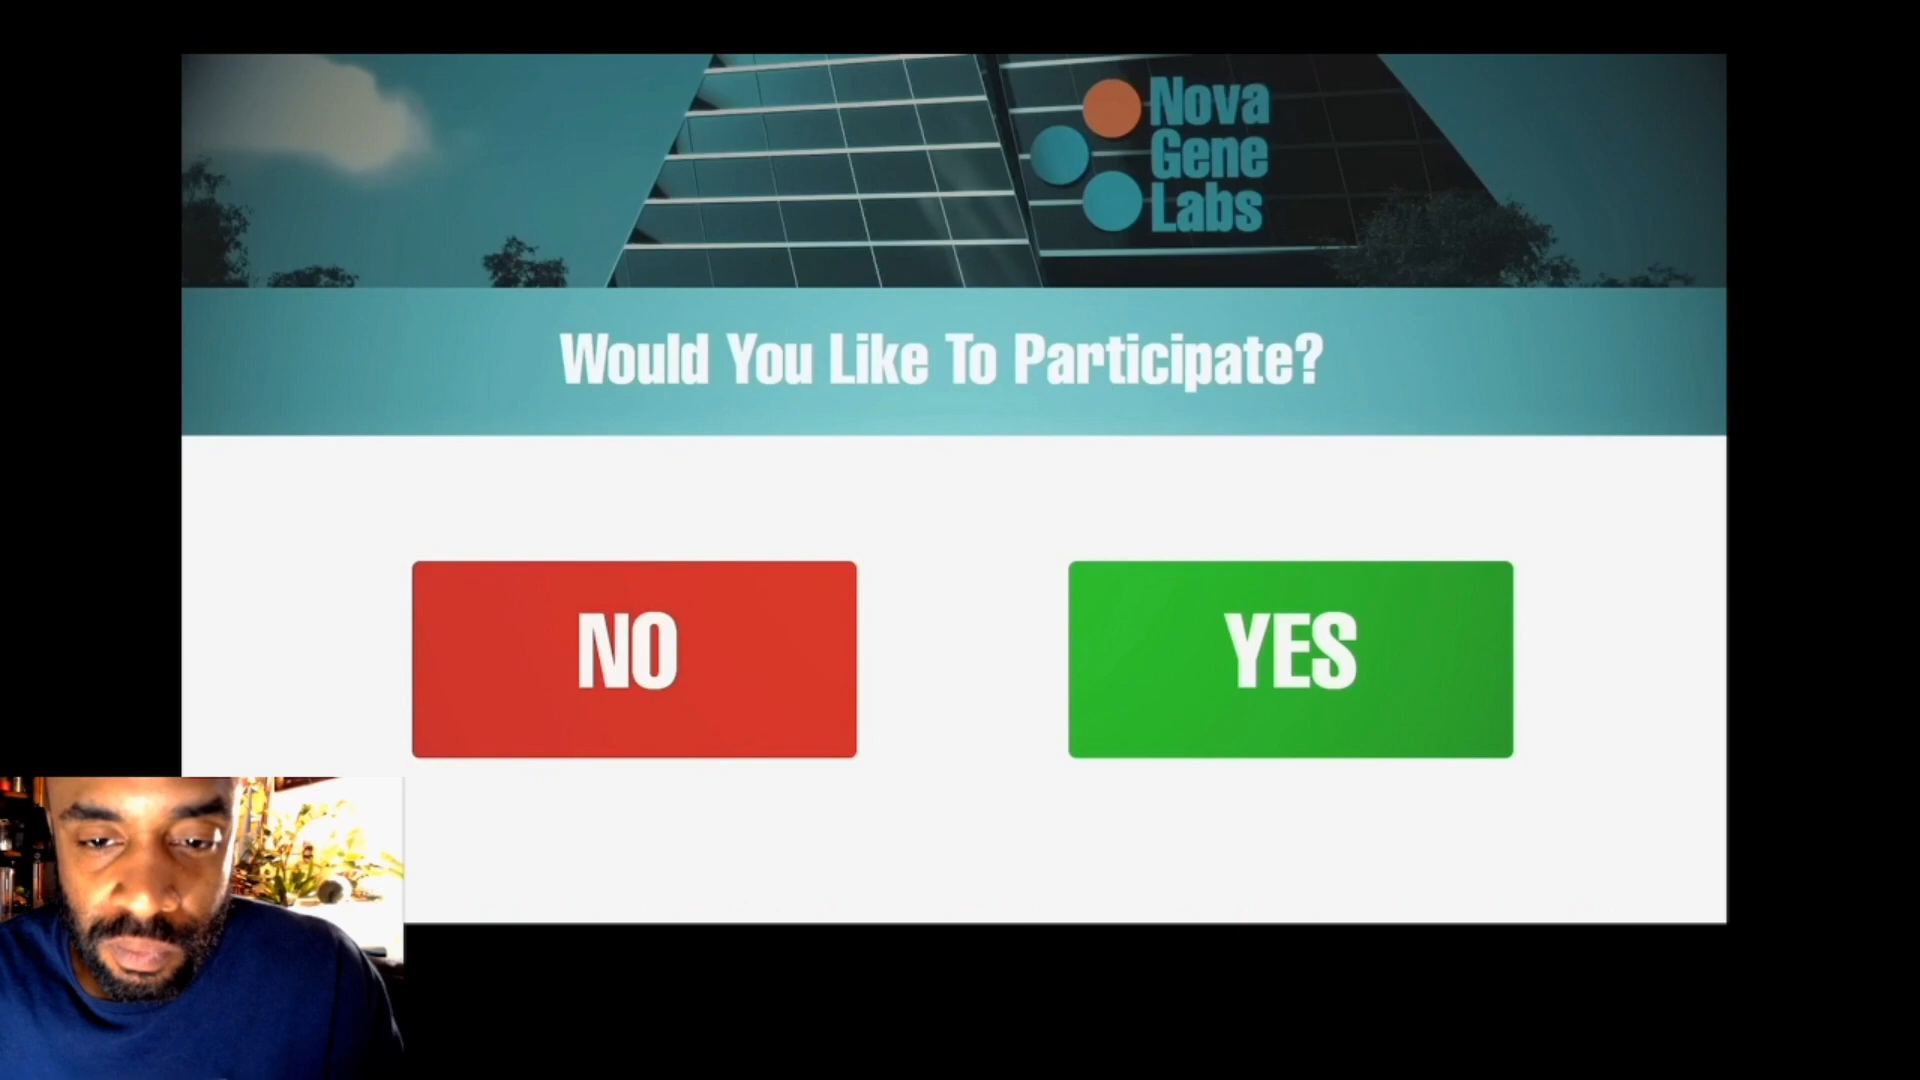 Nova
Gene
Labs
Would You Like To Participate?
NO
YES